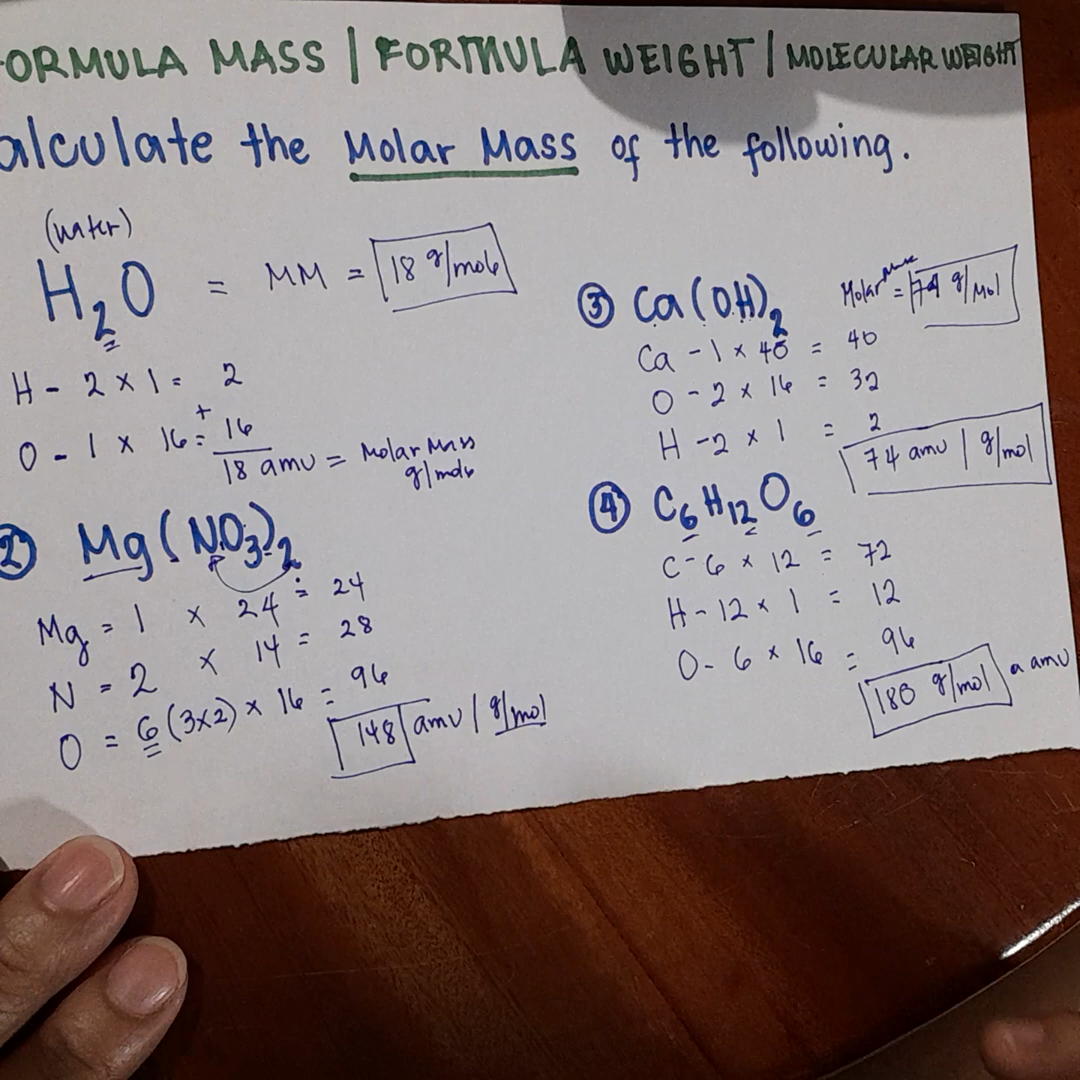 ORMULA MASS | FORMULA WEIGHT | MOLECULAR WEIGHT
alculate the Molar Mass of the following.
(water)
H₂O = MM = 18 g/mole
H - 2 x 1 = 2
+
O - 1 x 16 = 16
18 amu = Molar Mass
g/mole
2) Mg(NO₃)₂
Mg = 1 x 24 = 24
N = 2 x 14 = 28
O = 6 (3x2) x 16 = 96
148 amu / g/mol
③ Ca(OH)₂ Molar Mass = 74 g/Mol
Ca - 1 x 40 = 40
O - 2 x 16 = 32
H - 2 x 1 = 2
74 amu | g/mol
④ C₆H₁₂O₆
C - 6 x 12 = 72
H - 12 x 1 = 12
O - 6 x 16 = 96
180 g/mol amu